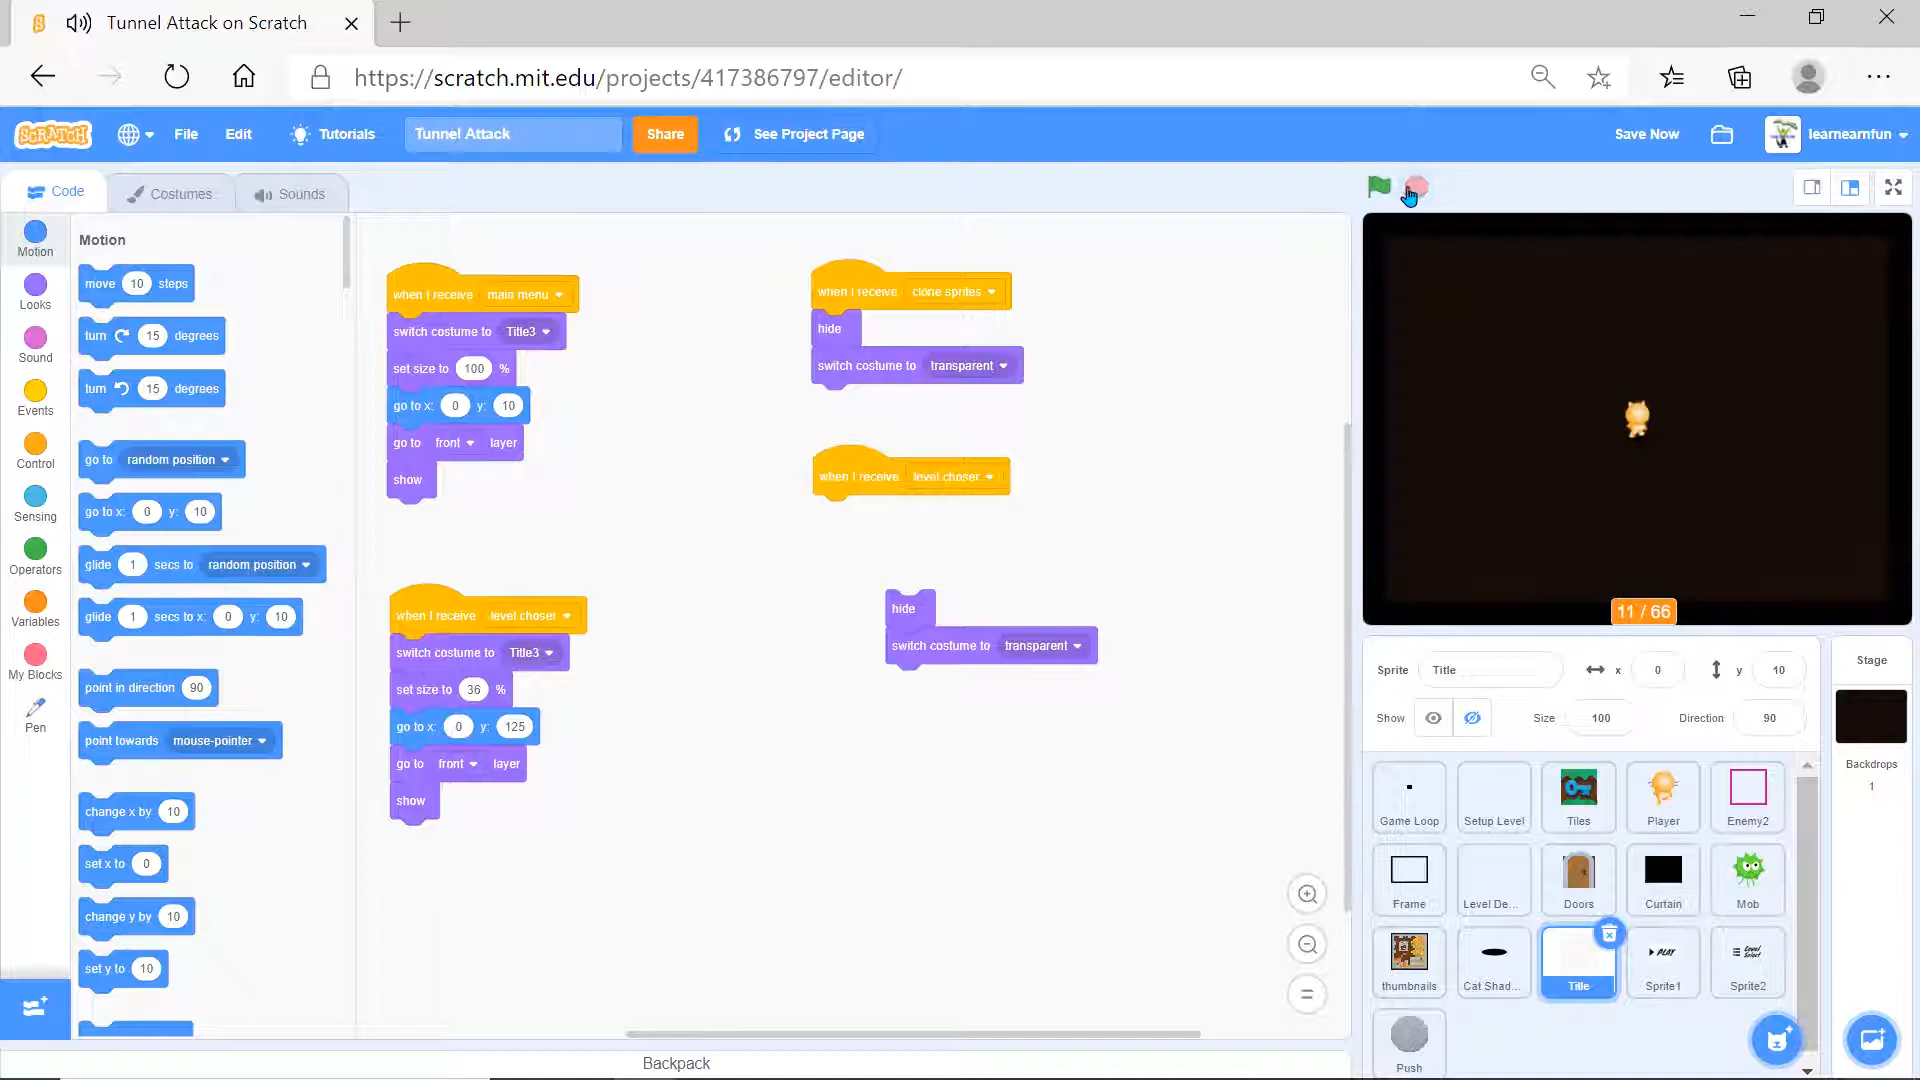 Tunnel Attack on Scratch
https://scratch.mit.edu/projects/417386797/editor/
SCRATCH File Edit Tutorials Tunnel Attack Share See Project Page Save Now learnearnfun
Code Costumes Sounds
Motion
Looks
Sound
Events
Control
Sensing
Operators
Variables
My Blocks
Pen
Motion
move 10 steps
turn 15 degrees
turn 15 degrees
go to random position
go to x: 0 y: 10
glide 1 secs to random position
glide 1 secs to x: 0 y: 10
point in direction 90
point towards mouse-pointer
change x by 10
set x to 0
change y by 10
set y to 10
when I receive main menu
switch costume to Title3
set size to 100 %
go to x: 0 y: 10
go to front layer
show
when I receive level choser
switch costume to Title3
set size to 36 %
go to x: 0 y: 125
go to front layer
show
when I receive clone sprites
hide
switch costume to transparent
when I receive level choser
hide
switch costume to transparent
Backpack
11 / 66
Sprite Title x 0 y 10
Show Size 100 Direction 90
Game Loop Setup Level Tiles Player Enemy2
Frame Level De... Doors Curtain Mob
PLAY Level Select
thumbnails Cat Shad... Title Sprite1 Sprite2
Push
Stage
Backdrops
1